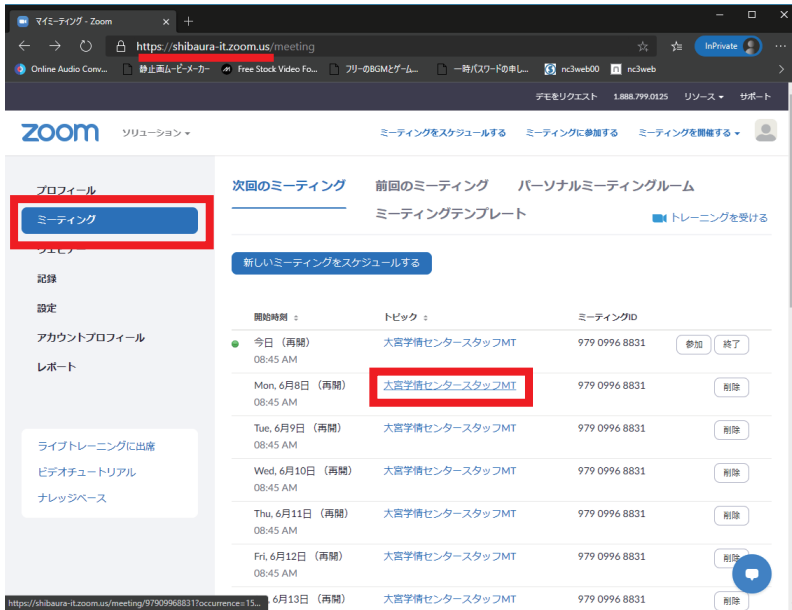 マイミーティング - Zoom
https://shibaura-it.zoom.us/meeting
InPrivate
Online Audio Conv...
静止画ムービーメーカー
Free Stock Video Fo...
フリーのBGMとゲーム...
一時パスワードの申し...
nc3web00
nc3web
デモをリクエスト 1.888.799.0125 リソース サポート
zoom ソリューション
ミーティングをスケジュールする ミーティングに参加する ミーティングを開催する
プロフィール
ミーティング
記録
設定
アカウントプロフィール
レポート
ライブトレーニングに出席
ビデオチュートリアル
ナレッジベース
次回のミーティング 前回のミーティング パーソナルミーティングルーム
ミーティングテンプレート
トレーニングを受ける
新しいミーティングをスケジュールする
開始時刻 トピック ミーティングID
今日 (再開) 大宮学情センタースタッフMT 979 0996 8831 参加 終了
08:45 AM
Mon, 6月8日 (再開) 大宮学情センタースタッフMT 979 0996 8831 削除
08:45 AM
Tue, 6月9日 (再開) 大宮学情センタースタッフMT 979 0996 8831 削除
08:45 AM
Wed, 6月10日 (再開) 大宮学情センタースタッフMT 979 0996 8831 削除
08:45 AM
Thu, 6月11日 (再開) 大宮学情センタースタッフMT 979 0996 8831 削除
08:45 AM
Fri, 6月12日 (再開) 大宮学情センタースタッフMT 979 0996 8831 削除
08:45 AM
6月13日 (再開) 大宮学情センタースタッフMT 979 0996 8831 削除
https://shibaura-it.zoom.us/meeting/97909968831?occurrence=15...